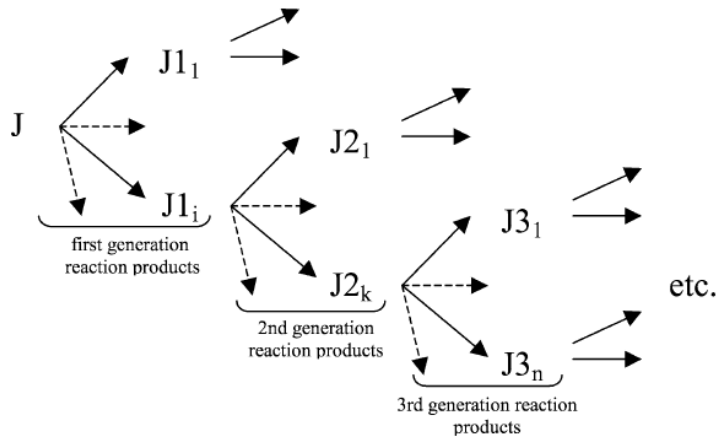 J1₁
J
J2₁
J1ᵢ
first generation
reaction products
J3₁
J2ₖ
etc.
2nd generation
reaction products
J3ₙ
3rd generation reaction
products